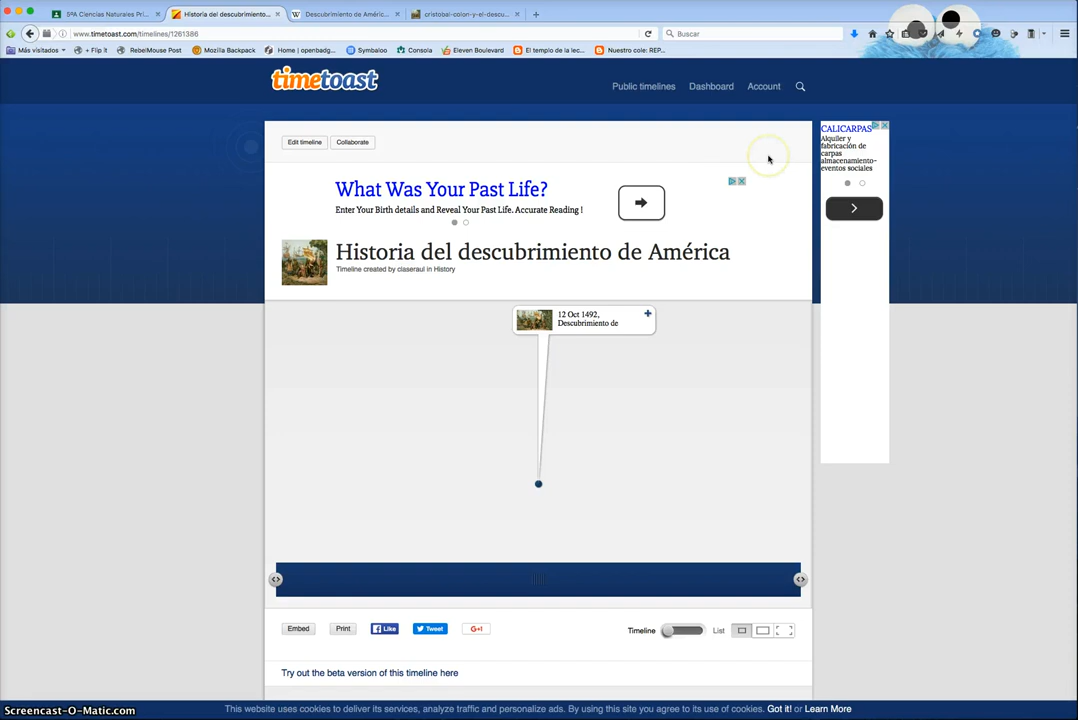 SPA Ciencias Naturales Pri...
Historia del descubrimiento...
Descubrimiento de Améric...
cristobal-colon-y-el-descu...
www.timetoast.com/timelines/1261386
Buscar
Más visitados
+ Flip it
RebelMouse Post
Mozilla Backpack
Home | openbadg...
Symbaloo
Consola
Eleven Boulevard
El templo de la lec...
Nuestro cole: REP...
timetoast
Public timelines
Dashboard
Account
Edit timeline
Collaborate
CALICARPAS
Alquiler y
fabricación de
carpas
almacenamiento-
eventos sociales
What Was Your Past Life?
Enter Your Birth details and Reveal Your Past Life. Accurate Reading !
Historia del descubrimiento de América
Timeline created by claseraul in History
12 Oct 1492,
Descubrimiento de
Embed
Print
Like
Tweet
G+1
Timeline
List
Try out the beta version of this timeline here
This website uses cookies to deliver its services, analyze traffic and personalize ads. By using this site you agree to its use of cookies. Got it! or Learn More
Screencast-O-Matic.com